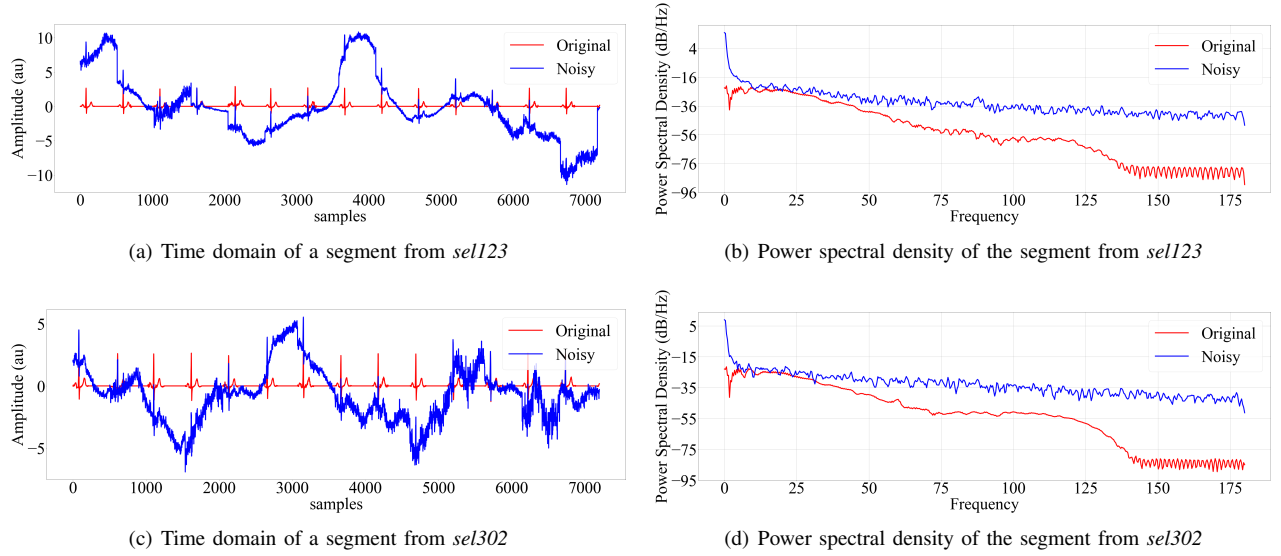 Amplitude (au)
10
5
0
−5
−10
Original
Noisy
0 1000 2000 3000 4000 5000 6000 7000
samples
(a) Time domain of a segment from sel123
Power Spectral Density (dB/Hz)
4
−16
−36
−56
−76
−96
Original
Noisy
0 25 50 75 100 125 150 175
Frequency
(b) Power spectral density of the segment from sel123
Amplitude (au)
5
0
−5
Original
Noisy
0 1000 2000 3000 4000 5000 6000 7000
samples
(c) Time domain of a segment from sel302
Power Spectral Density (dB/Hz)
5
−15
−35
−55
−75
−95
Original
Noisy
0 25 50 75 100 125 150 175
Frequency
(d) Power spectral density of the segment from sel302